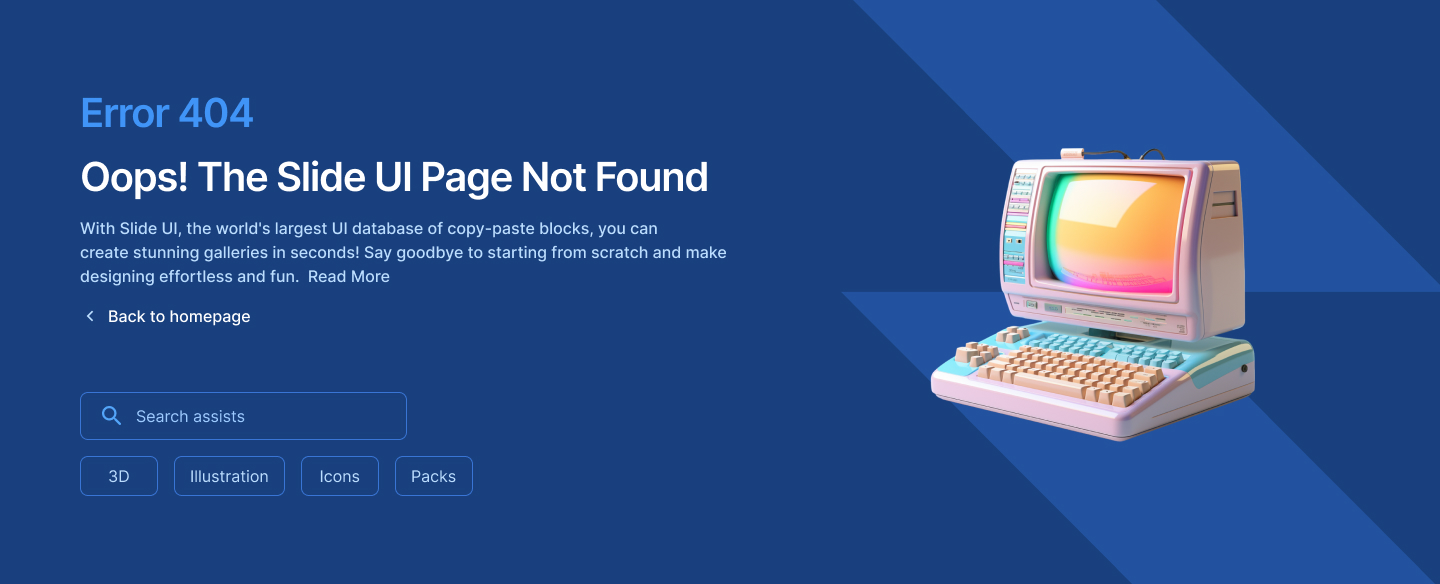 Error 404
Oops! The Slide UI Page Not Found
With Slide UI, the world's largest UI database of copy-paste blocks, you can
create stunning galleries in seconds! Say goodbye to starting from scratch and make
designing effortless and fun.  Read More
Back to homepage
Search assists
3D
Illustration
Icons
Packs